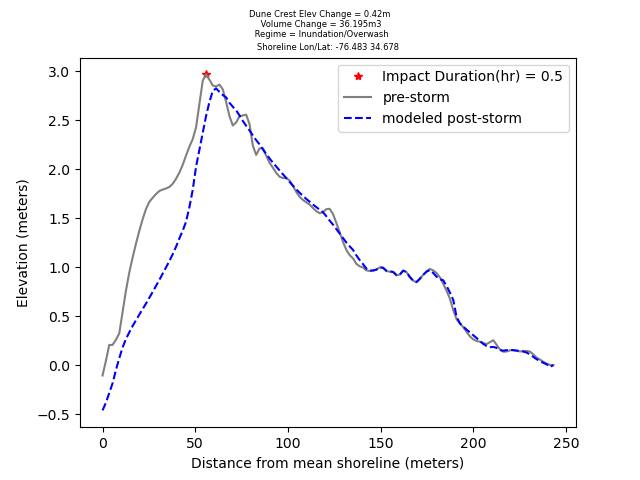 Dune Crest Elev Change = 0.42m
Volume Change = 36.195m3
Regime = Inundation/Overwash
Shoreline Lon/Lat: -76.483 34.678
Impact Duration(hr) = 0.5
pre-storm
modeled post-storm
Elevation (meters)
3.0
2.5
2.0
1.5
1.0
0.5
0.0
−0.5
0 50 100 150 200 250
Distance from mean shoreline (meters)